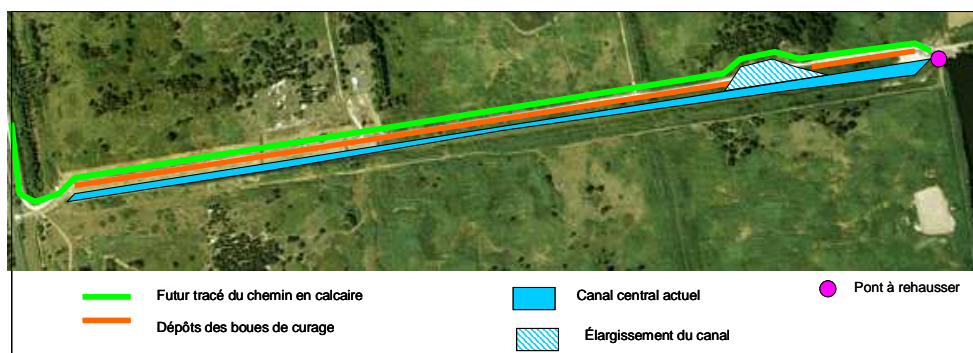 Futur tracé du chemin en calcaire
Canal central actuel
Pont à rehausser
Dépôts des boues de curage
Élargissement du canal